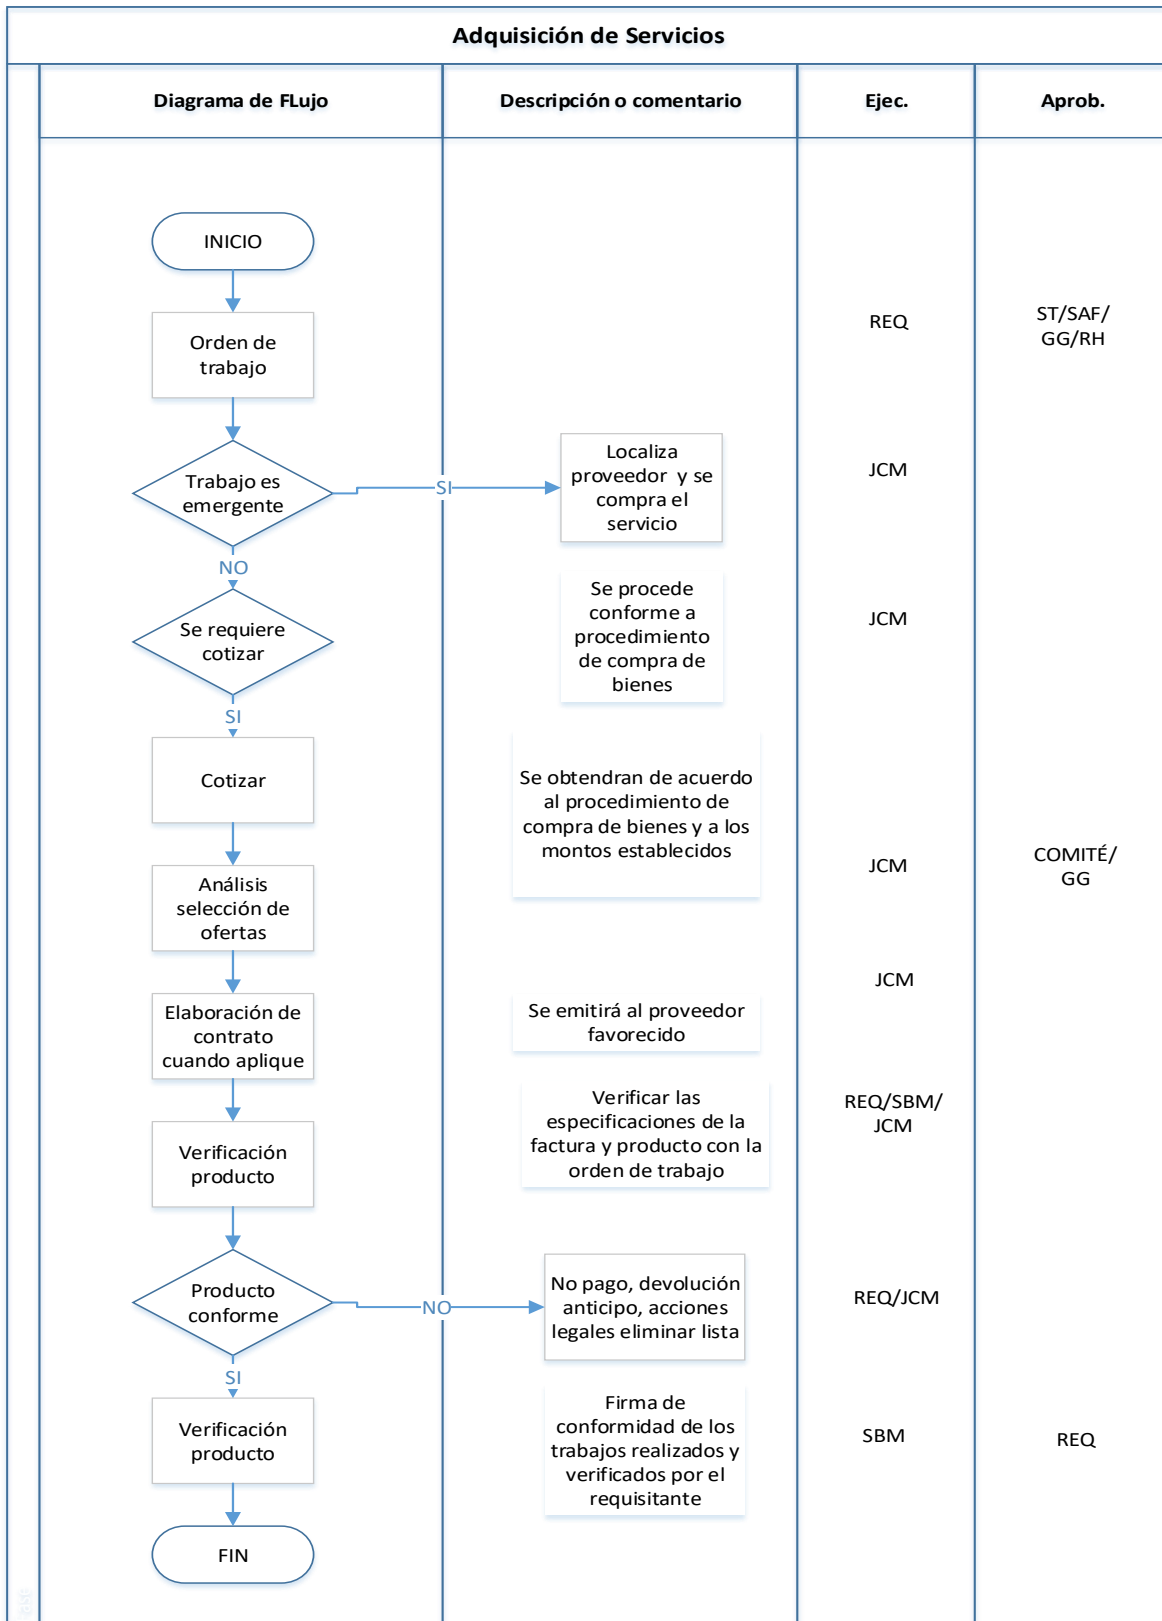 Adquisición de Servicios
Diagrama de FLujo
Descripción o comentario
Ejec.
Aprob.
INICIO
Orden de
trabajo
REQ
ST/SAF/
GG/RH
Trabajo es
emergente
SI
Localiza
proveedor y se
compra el
servicio
JCM
NO
Se requiere
cotizar
Se procede
conforme a
procedimiento
de compra de
bienes
JCM
SI
Cotizar
Se obtendran de acuerdo
al procedimiento de
compra de bienes y a los
montos establecidos
Análisis
selección de
ofertas
JCM
COMITÉ/
GG
Elaboración de
contrato
cuando aplique
Se emitirá al proveedor
favorecido
JCM
Verificación
producto
Verificar las
especificaciones de la
factura y producto con la
orden de trabajo
REQ/SBM/
JCM
Producto
conforme
NO
No pago, devolución
anticipo, acciones
legales eliminar lista
REQ/JCM
SI
Verificación
producto
Firma de
conformidad de los
trabajos realizados y
verificados por el
requisitante
SBM
REQ
FIN